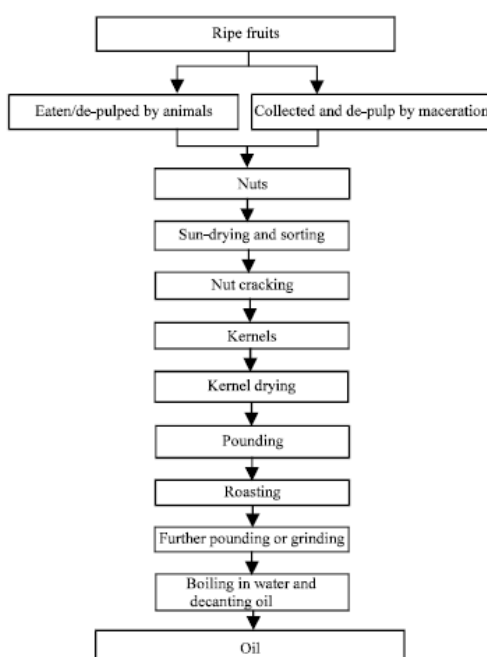 Ripe fruits
Eaten/de-pulped by animals
Collected and de-pulp by maceration
Nuts
Sun-drying and sorting
Nut cracking
Kernels
Kernel drying
Pounding
Roasting
Further pounding or grinding
Boiling in water and
decanting oil
Oil